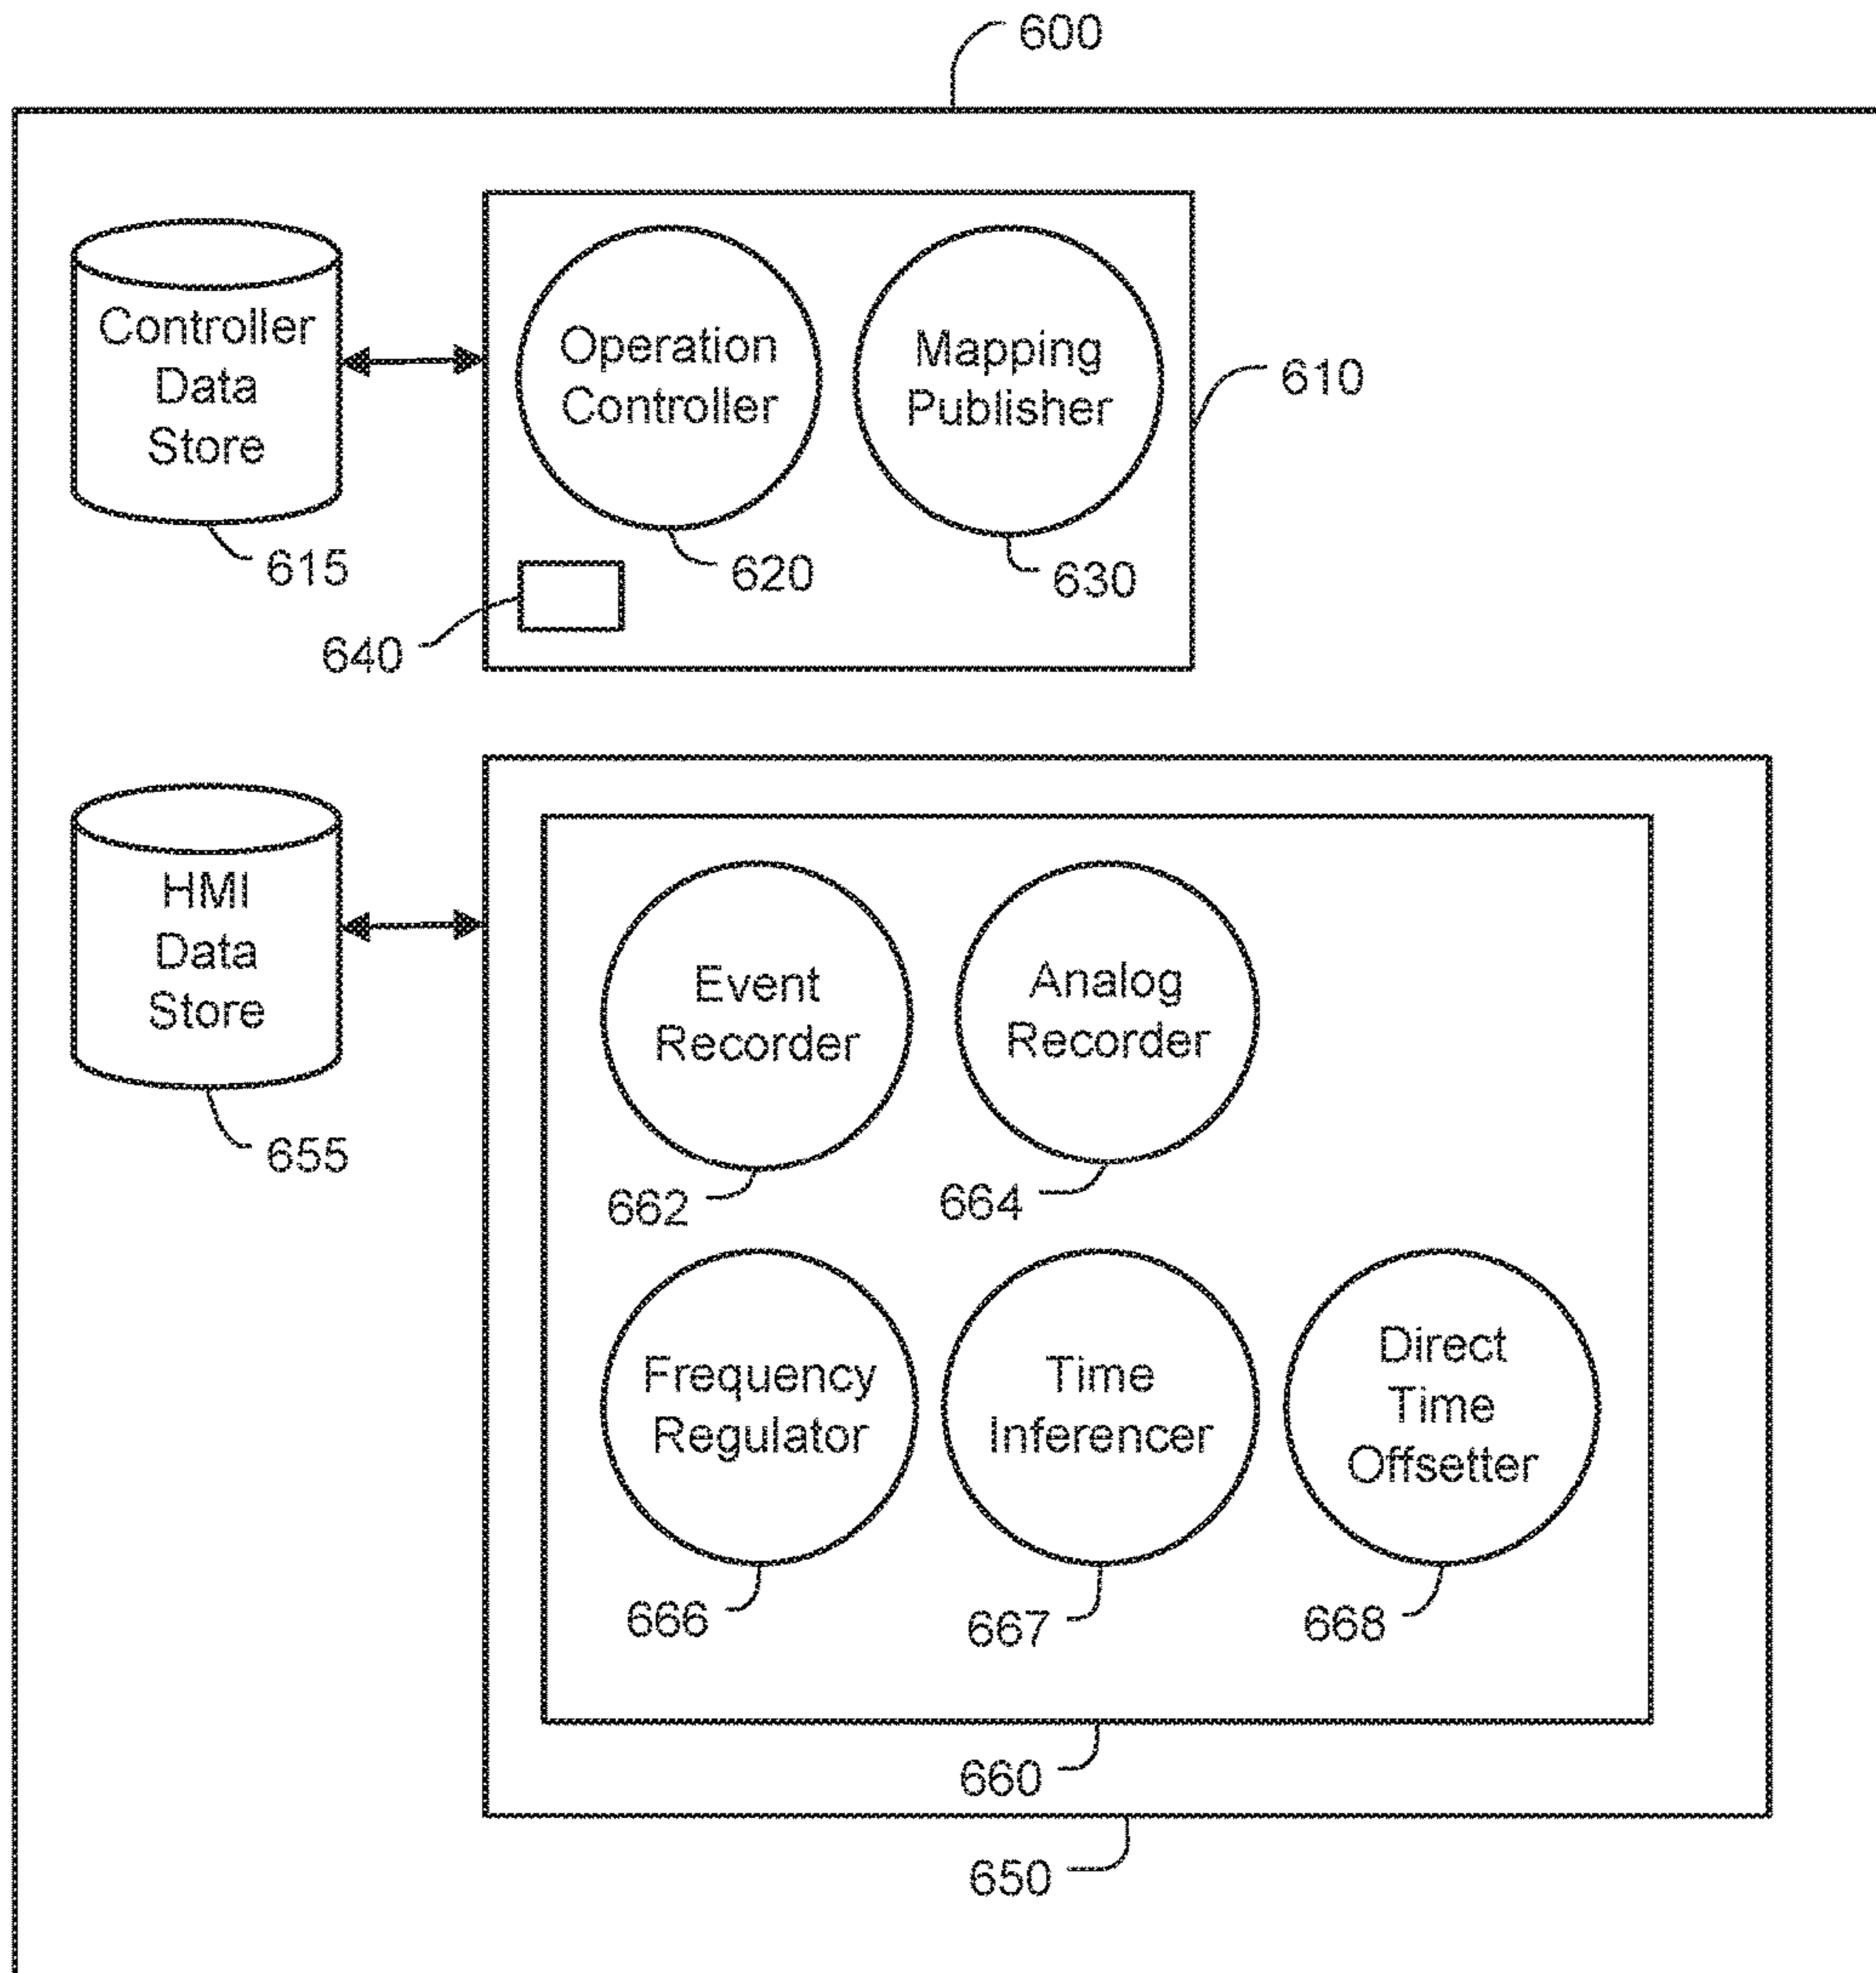 600
Controller
Data
Store
615
Operation
Controller
620
Mapping
Publisher
630
610
640
HMI
Data
Store
655
Event
Recorder
662
Analog
Recorder
664
Frequency
Regulator
666
Time
Inferencer
667
Direct
Time
Offsetter
668
660
650